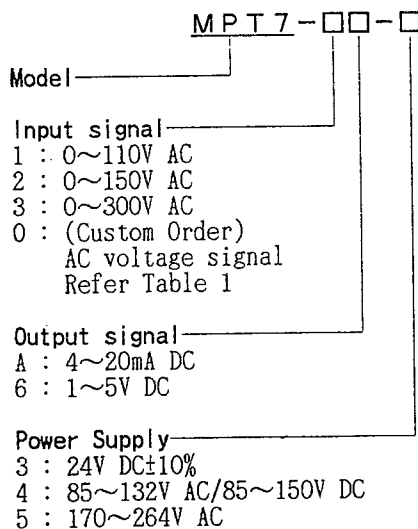 MPT7-□□-□
Model
Input signal
1 : 0~110V AC
2 : 0~150V AC
3 : 0~300V AC
0 : (Custom Order)
AC voltage signal
Refer Table 1
Output signal
A : 4~20mA DC
6 : 1~5V DC
Power Supply
3 : 24V DC±10%
4 : 85~132V AC/85~150V DC
5 : 170~264V AC